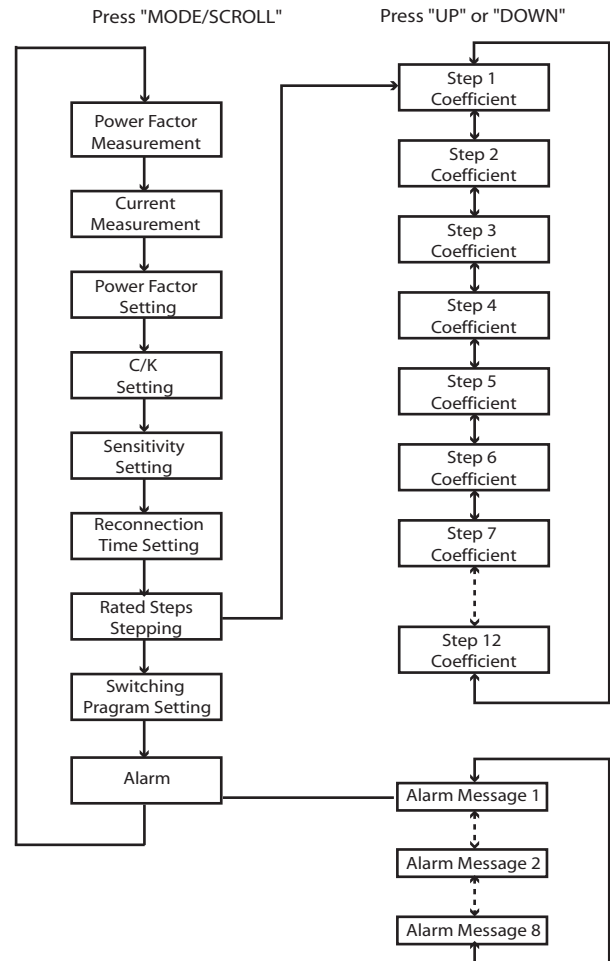 Press "MODE/SCROLL"
Press "UP" or "DOWN"
Power Factor
Measurement
Current
Measurement
Power Factor
Setting
C/K
Setting
Sensitivity
Setting
Reconnection
Time Setting
Rated Steps
Stepping
Switching
Pragram Setting
Alarm
Step 1
Coefficient
Step 2
Coefficient
Step 3
Coefficient
Step 4
Coefficient
Step 5
Coefficient
Step 6
Coefficient
Step 7
Coefficient
Step 12
Coefficient
Alarm Message 1
Alarm Message 2
Alarm Message 8